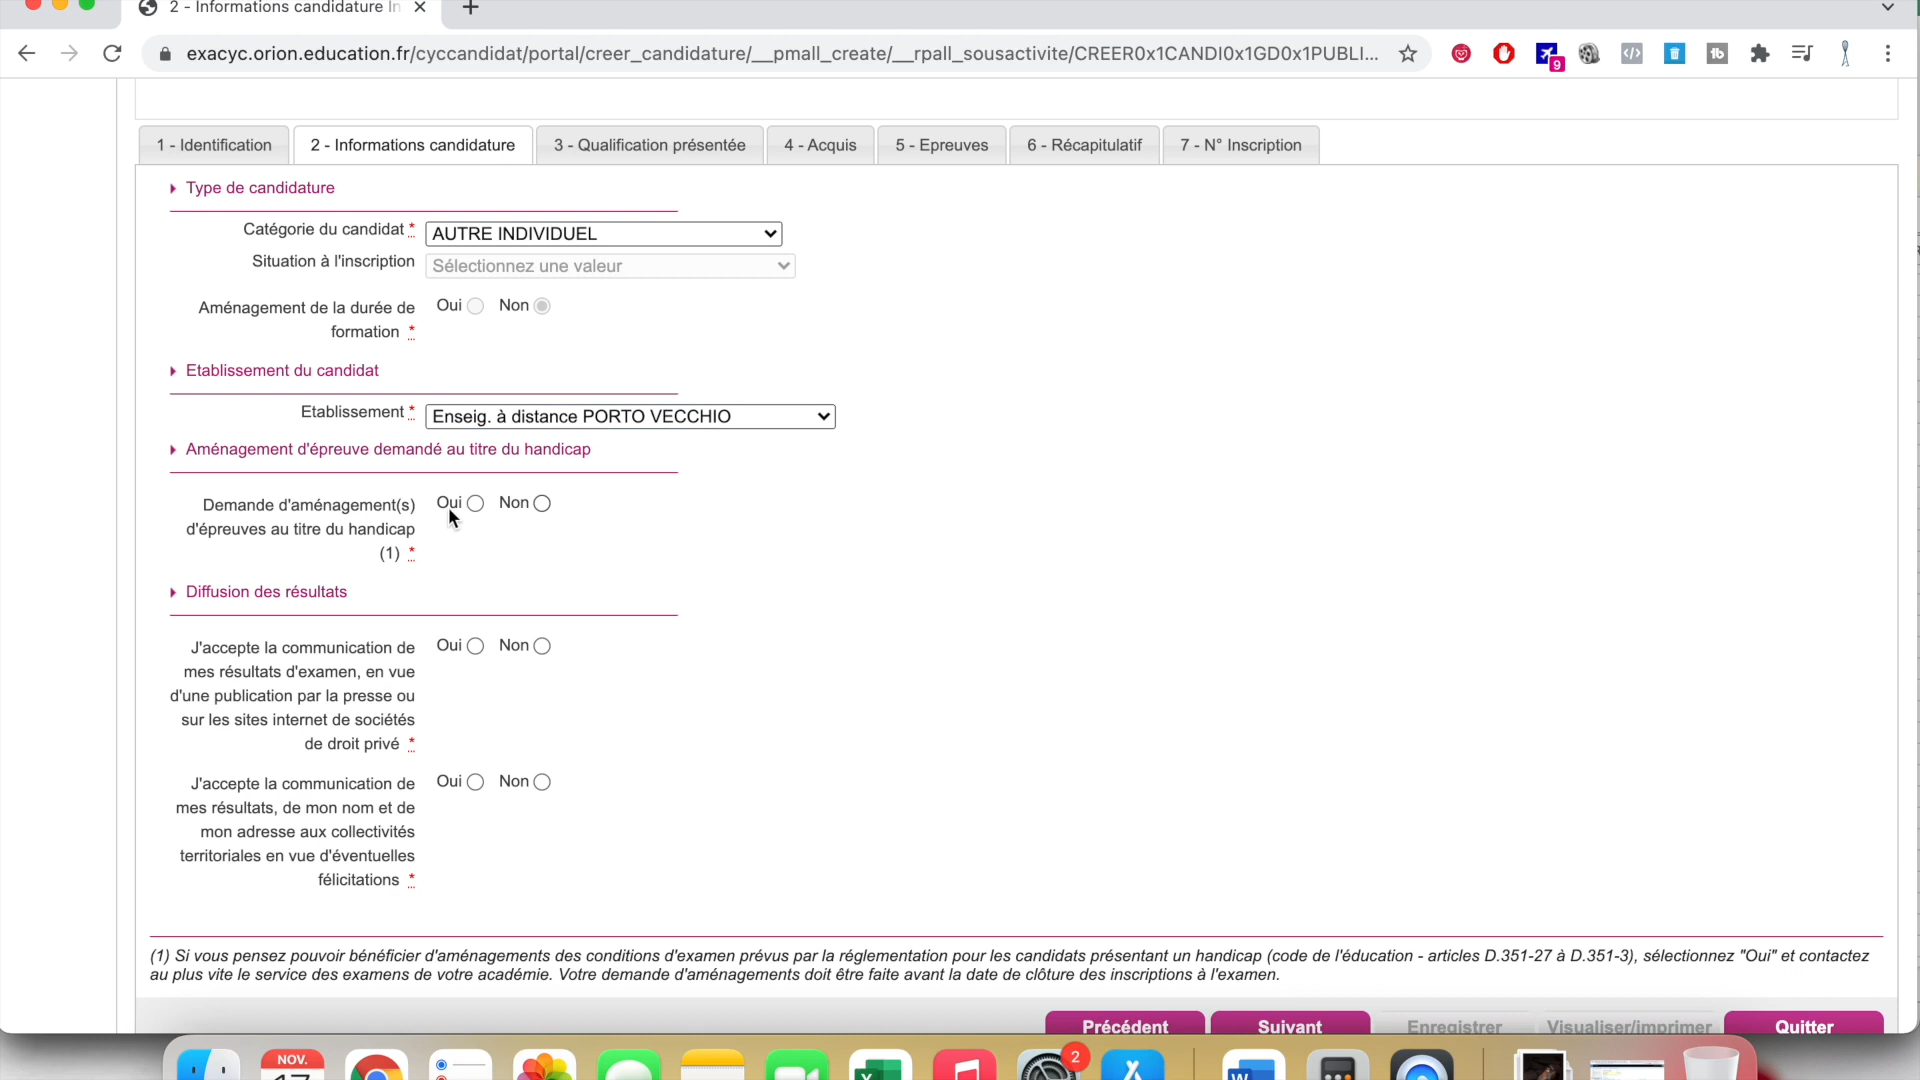 2 - Informations candidature In
exacyc.orion.education.fr/cyccandidat/portal/creer_candidature/__pmall_create/__rpall_sousactivite/CREER0x1CANDI0x1GD0x1PUBLI...
9
1 - Identification
2 - Informations candidature
3 - Qualification présentée
4 - Acquis
5 - Epreuves
6 - Récapitulatif
7 - N° Inscription
Type de candidature
Catégorie du candidat * AUTRE INDIVIDUEL
Situation à l'inscription Sélectionnez une valeur
Aménagement de la durée de Oui Non
formation *
Etablissement du candidat
Etablissement * Enseig. à distance PORTO VECCHIO
Aménagement d'épreuve demandé au titre du handicap
Demande d'aménagement(s) Oui Non
d'épreuves au titre du handicap
(1) *
Diffusion des résultats
J'accepte la communication de Oui Non
mes résultats d'examen, en vue
d'une publication par la presse ou
sur les sites internet de sociétés
de droit privé *
J'accepte la communication de Oui Non
mes résultats, de mon nom et de
mon adresse aux collectivités
territoriales en vue d'éventuelles
félicitations *
(1) Si vous pensez pouvoir bénéficier d'aménagements des conditions d'examen prévus par la réglementation pour les candidats présentant un handicap (code de l'éducation - articles D.351-27 à D.351-3), sélectionnez "Oui" et contactez
au plus vite le service des examens de votre académie. Votre demande d'aménagements doit être faite avant la date de clôture des inscriptions à l'examen.
Précédent
Suivant
Enregistrer
Visualiser/imprimer
Quitter
NOV.
17
2